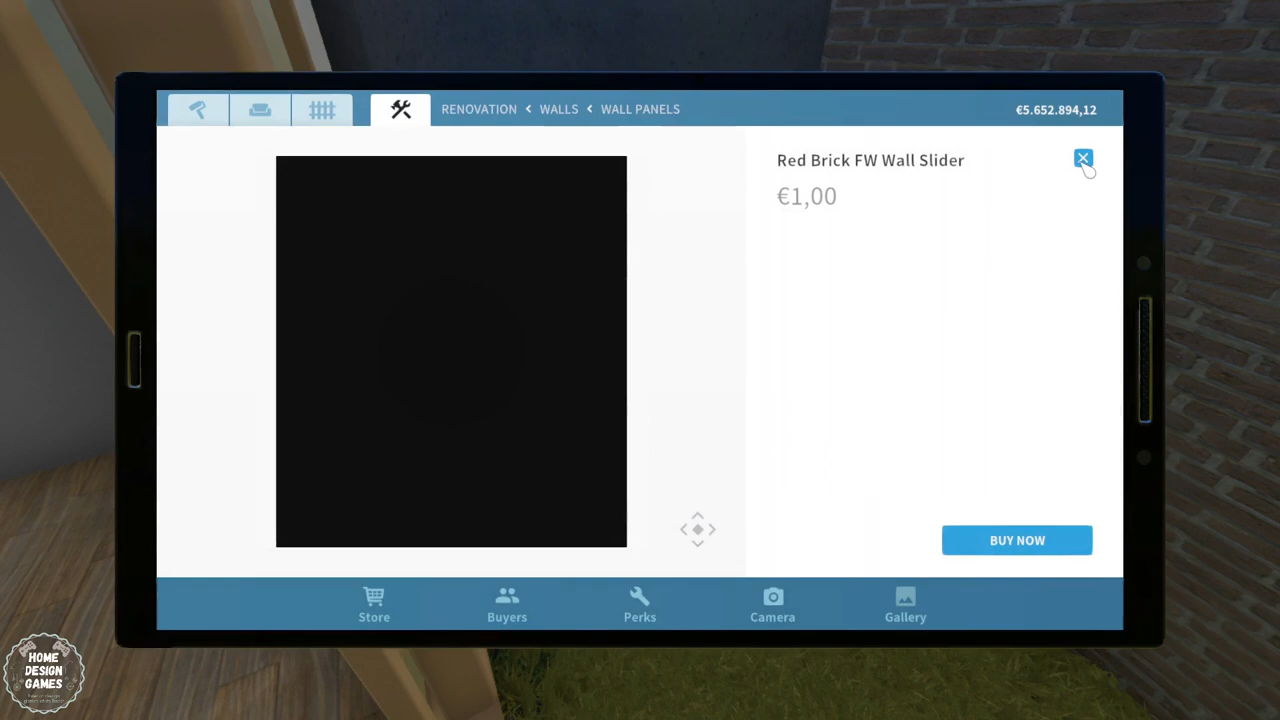 RENOVATION < WALLS < WALL PANELS
€5.652.894,12
Red Brick FW Wall Slider
€1,00
BUY NOW
Store
Buyers
Perks
Camera
Gallery
HOME
DESIGN
GAMES